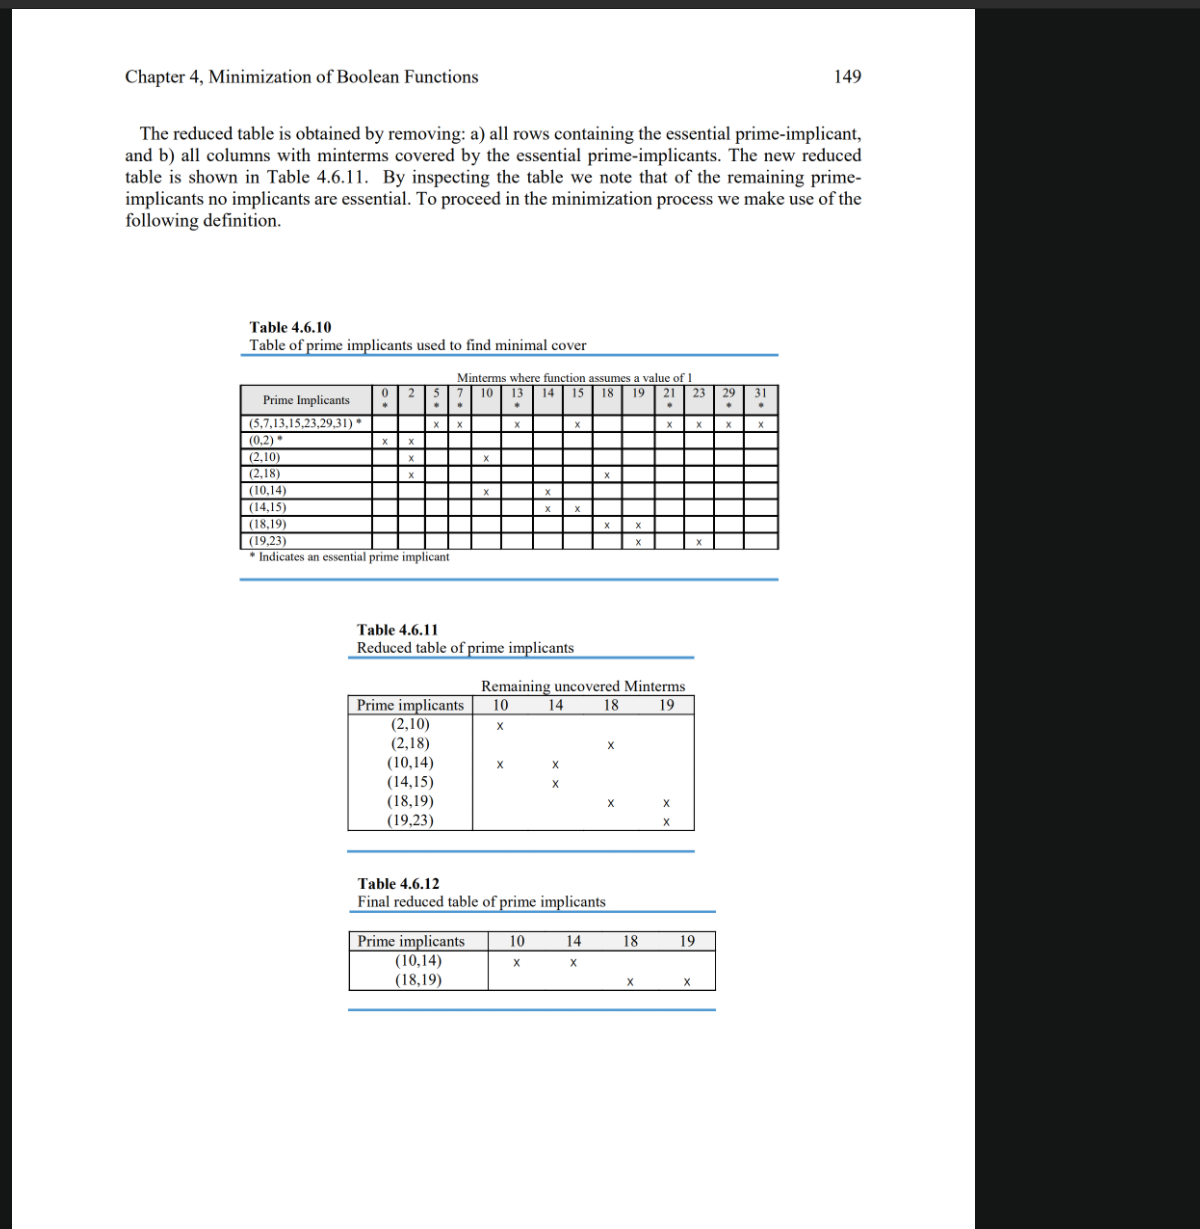 Chapter 4, Minimization of Boolean Functions 149
The reduced table is obtained by removing: a) all rows containing the essential prime-implicant,
and b) all columns with minterms covered by the essential prime-implicants. The new reduced
table is shown in Table 4.6.11. By inspecting the table we note that of the remaining prime-
implicants no implicants are essential. To proceed in the minimization process we make use of the
following definition.
Table 4.6.10
Table of prime implicants used to find minimal cover
Minterms where function assumes a value of 1
Prime Implicants 0 2 5 7 10 13 14 15 18 19 21 23 29 31
* * * * * * *
(5,7,13,15,23,29,31) * x x x x x x x x
(0,2) * x x
(2,10) x x
(2,18) x x
(10,14) x x
(14,15) x x
(18,19) x x
(19,23) x x
* Indicates an essential prime implicant
Table 4.6.11
Reduced table of prime implicants
Remaining uncovered Minterms
Prime implicants 10 14 18 19
(2,10) x
(2,18) x
(10,14) x x
(14,15) x
(18,19) x x
(19,23) x
Table 4.6.12
Final reduced table of prime implicants
Prime implicants 10 14 18 19
(10,14) x x
(18,19) x x